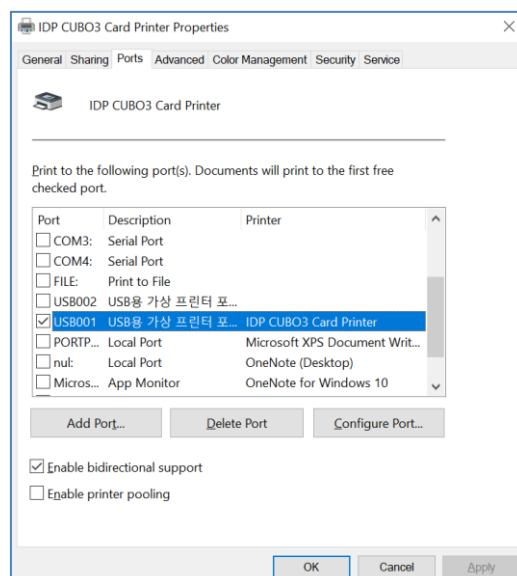 IDP CUBO3 Card Printer Properties
General Sharing Ports Advanced Color Management Security Service
IDP CUBO3 Card Printer
Print to the following port(s). Documents will print to the first free
checked port.
Port Description Printer
COM3: Serial Port
COM4: Serial Port
FILE: Print to File
USB002 USB용 가상 프린터 포...
USB001 USB용 가상 프린터 포... IDP CUBO3 Card Printer
PORTP... Local Port Microsoft XPS Document Writ...
nul: Local Port OneNote (Desktop)
Micros... App Monitor OneNote for Windows 10
Add Port... Delete Port Configure Port...
Enable bidirectional support
Enable printer pooling
OK Cancel Apply